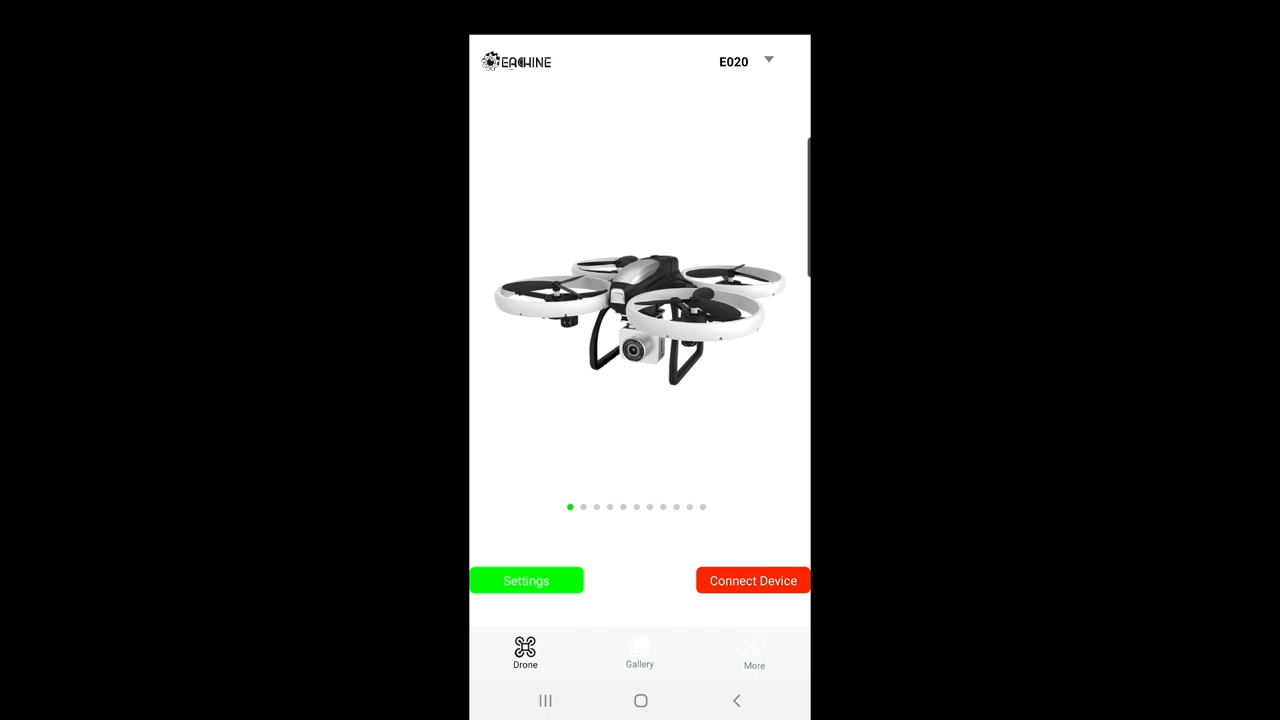 EACHINE
E020
Settings
Connect Device
Drone
Gallery
More